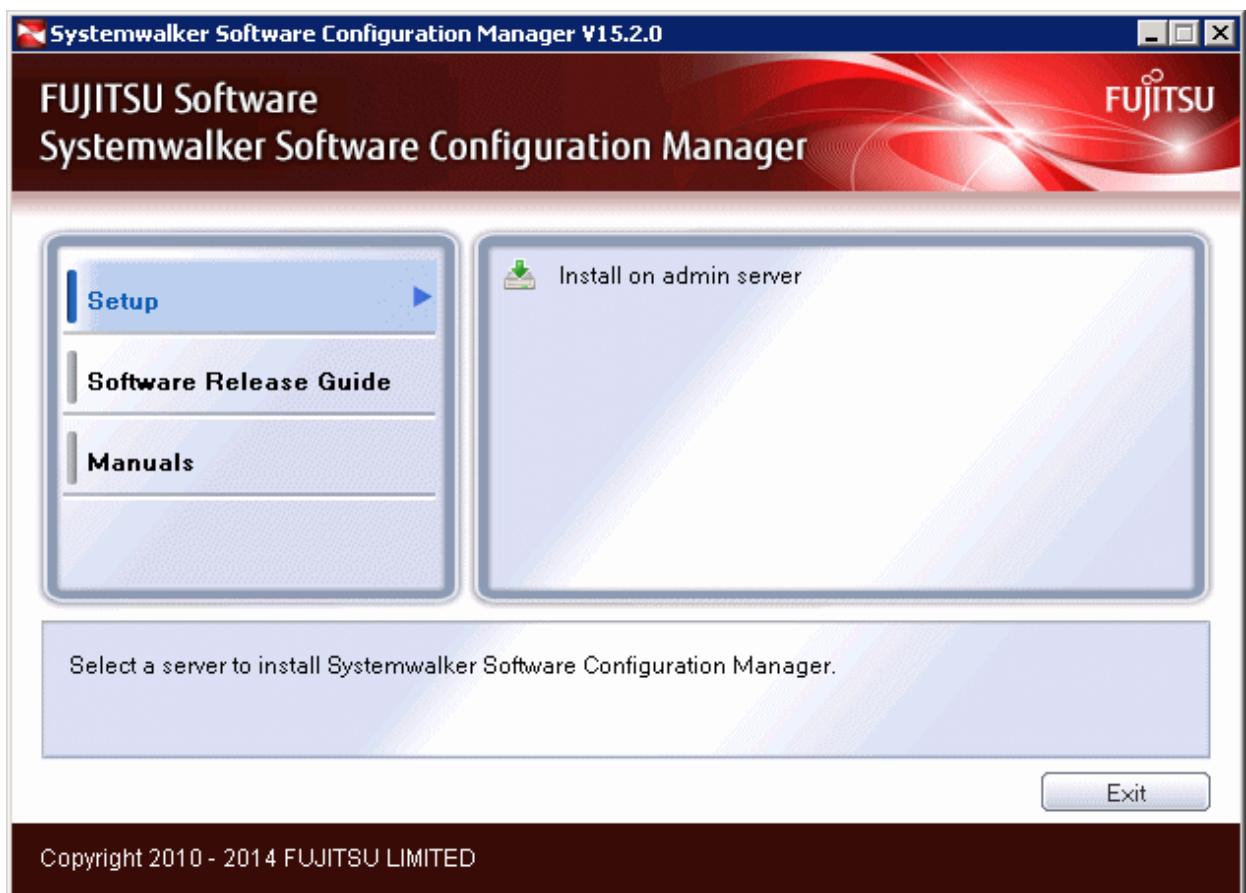 Systemwalker Software Configuration Manager V15.2.0
FUJITSU Software
FUJITSU
Systemwalker Software Configuration Manager
Setup
Install on admin server
Software Release Guide
Manuals
Select a server to install Systemwalker Software Configuration Manager.
Exit
Copyright 2010 - 2014 FUJITSU LIMITED